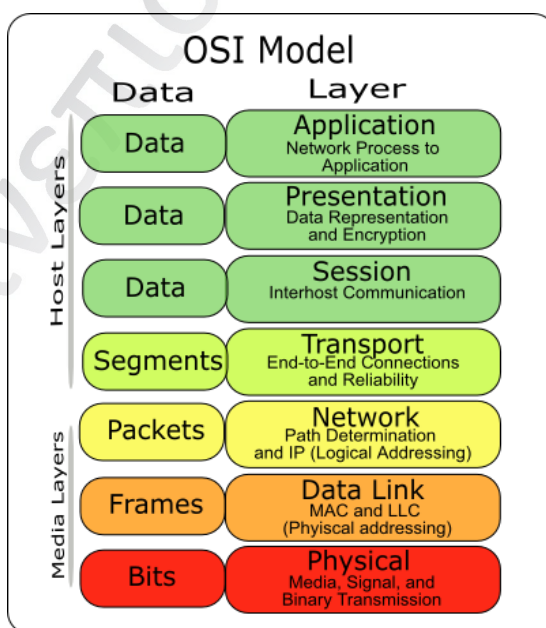 OSI Model
Data
Layer
Host Layers
Data
Application
Network Process to
Application
Data
Presentation
Data Representation
and Encryption
Data
Session
Interhost Communication
Segments
Transport
End-to-End Connections
and Reliability
Media Layers
Packets
Network
Path Determination
and IP (Logical Addressing)
Frames
Data Link
MAC and LLC
(Phyiscal addressing)
Bits
Physical
Media, Signal, and
Binary Transmission